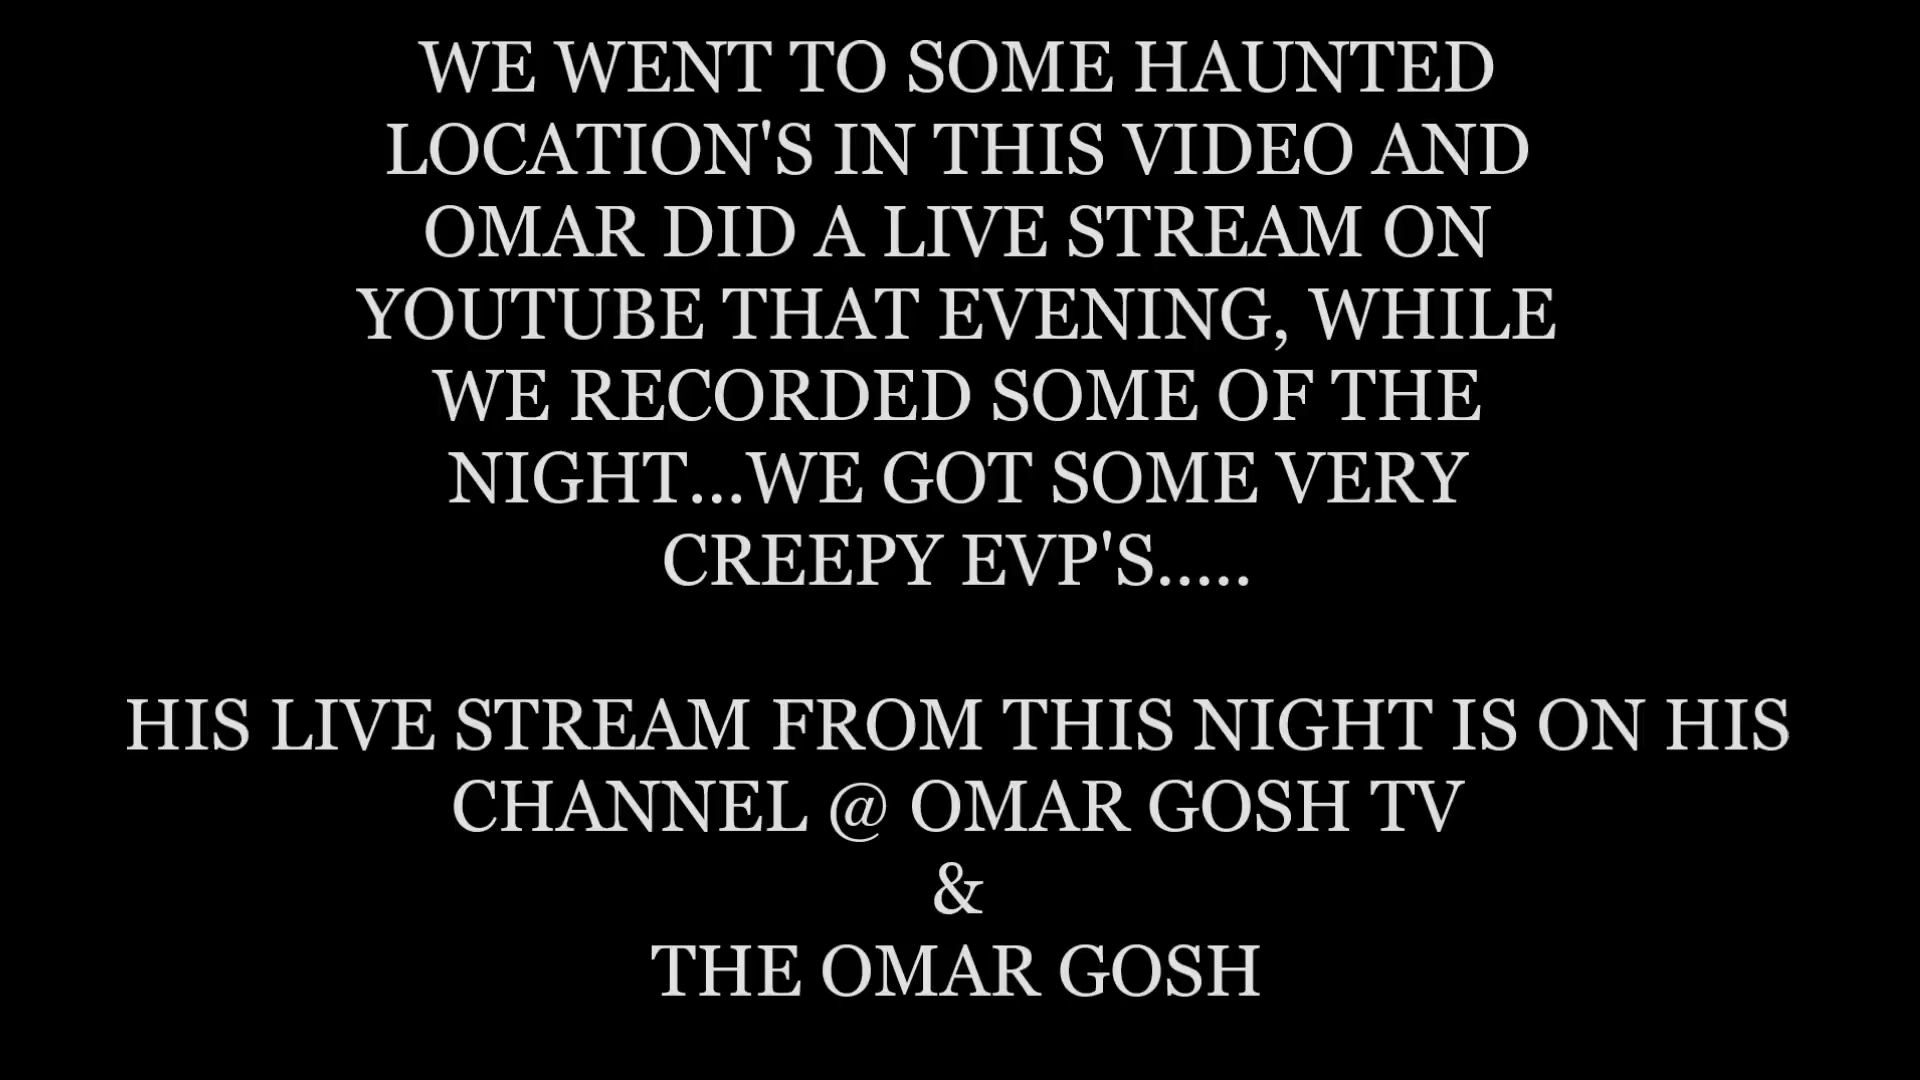 WE WENT TO SOME HAUNTED
LOCATION'S IN THIS VIDEO AND
OMAR DID A LIVE STREAM ON
YOUTUBE THAT EVENING, WHILE
WE RECORDED SOME OF THE
NIGHT...WE GOT SOME VERY
CREEPY EVP'S.....
HIS LIVE STREAM FROM THIS NIGHT IS ON HIS
CHANNEL @ OMAR GOSH TV
&
THE OMAR GOSH